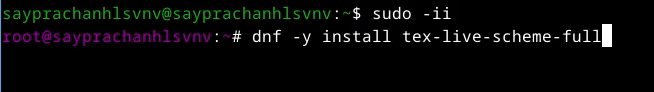 sayprachanhlsvnv@sayprachanhlsvnv:~$ sudo -ii
root@sayprachanhlsvnv:~# dnf -y install tex-live-scheme-full